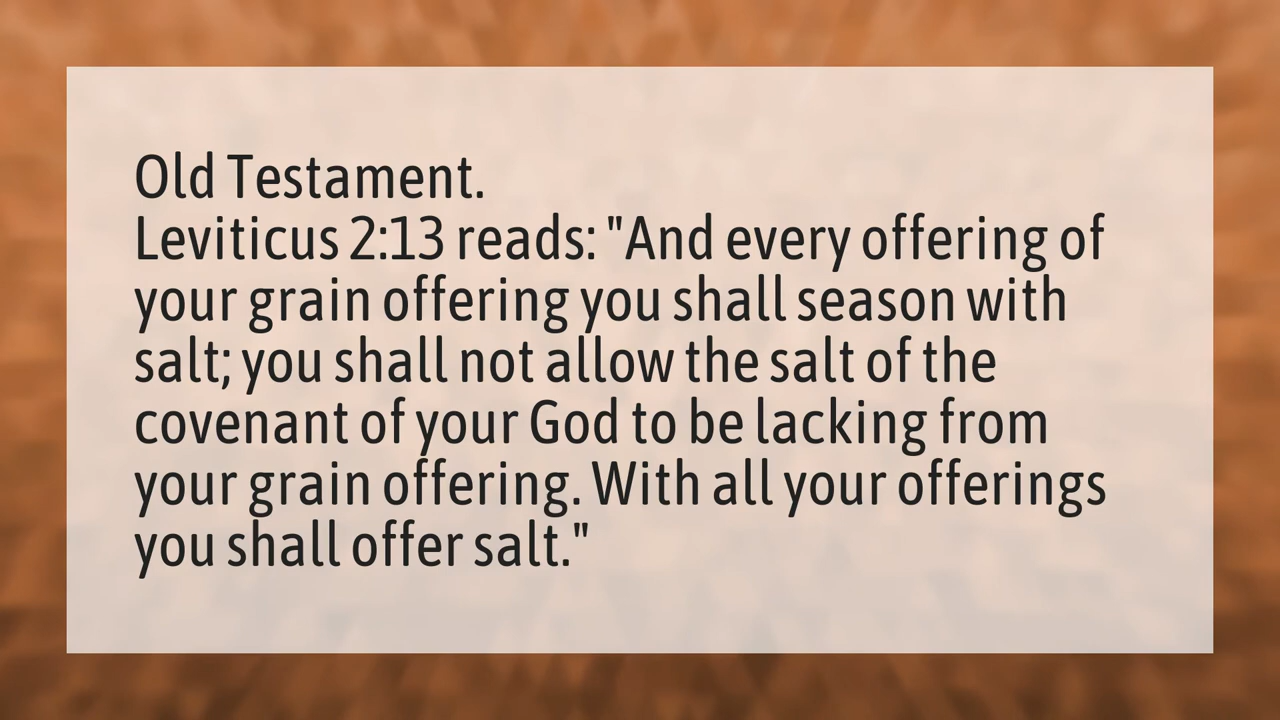 Old Testament.
Leviticus 2:13 reads: "And every offering of
your grain offering you shall season with
salt; you shall not allow the salt of the
covenant of your God to be lacking from
your grain offering. With all your offerings
you shall offer salt."